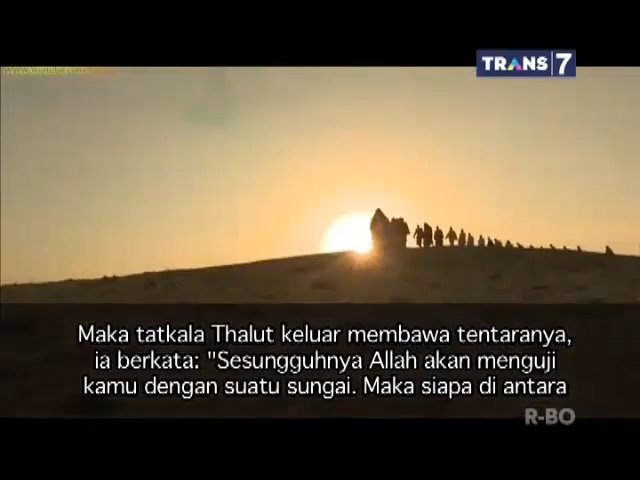 TRANS 7
Maka tatkala Thalut keluar membawa tentaranya,
ia berkata: "Sesungguhnya Allah akan menguji
kamu dengan suatu sungai. Maka siapa di antara
R-BO